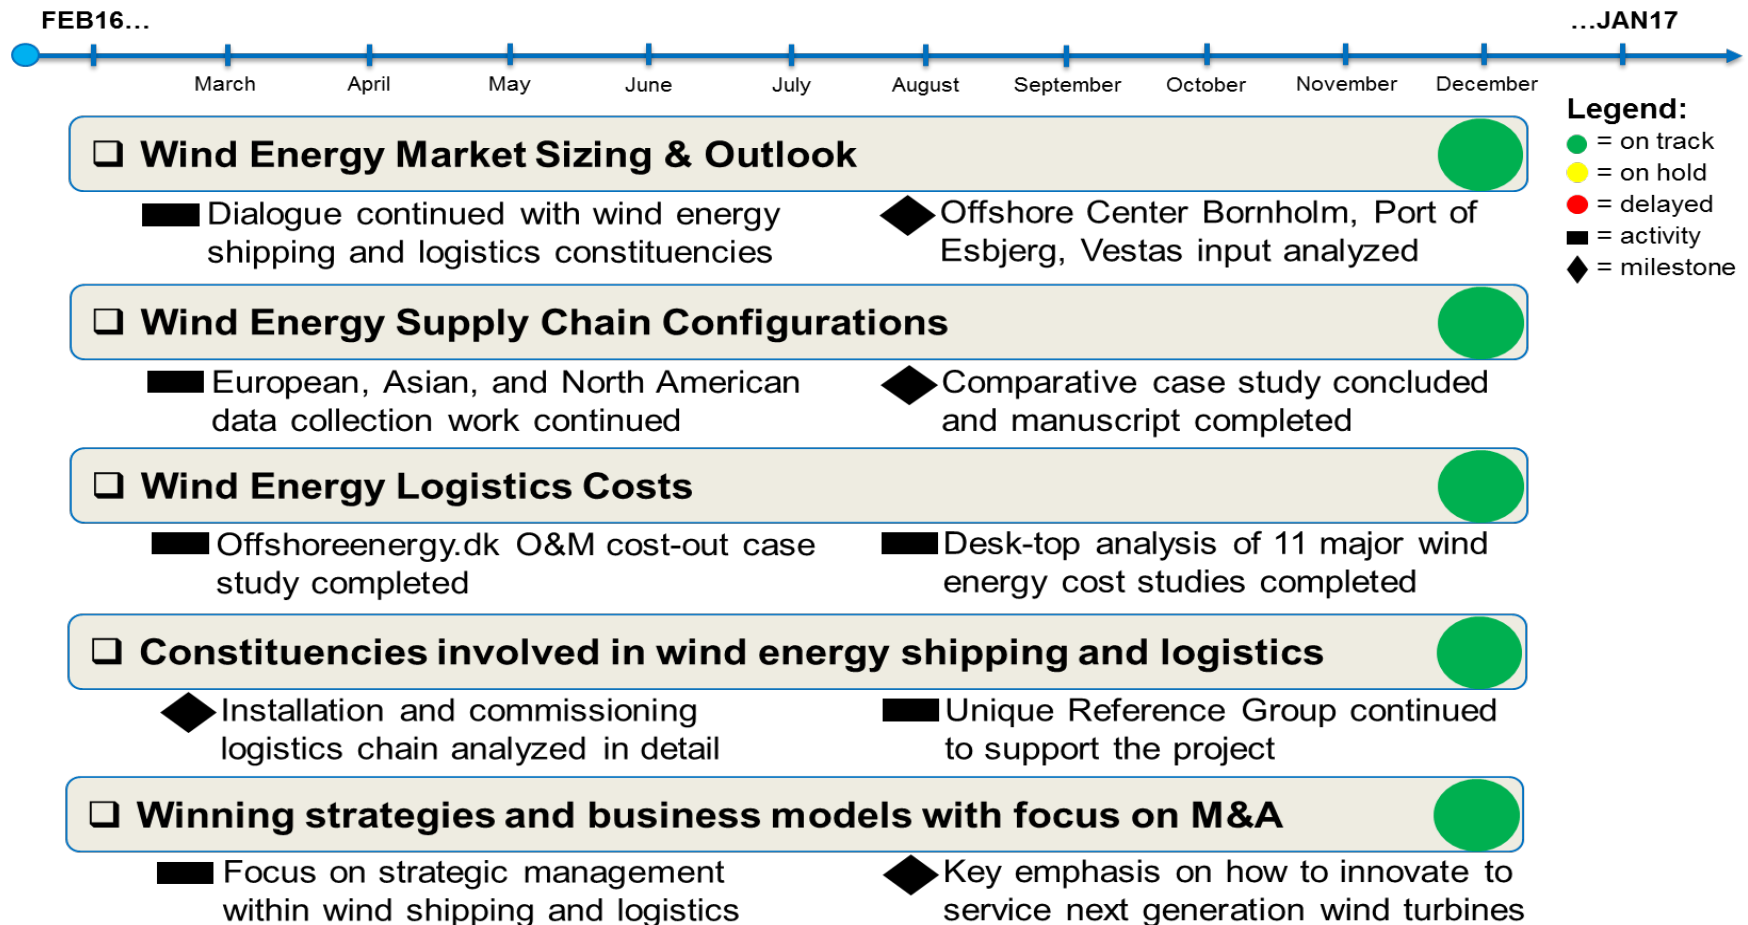 FEB16...
...JAN17
March
April
May
June
July
August
September
October
November
December
Legend:
= on track
= on hold
= delayed
= activity
= milestone
Wind Energy Market Sizing & Outlook
Dialogue continued with wind energy
shipping and logistics constituencies
Offshore Center Bornholm, Port of
Esbjerg, Vestas input analyzed
Wind Energy Supply Chain Configurations
European, Asian, and North American
data collection work continued
Comparative case study concluded
and manuscript completed
Wind Energy Logistics Costs
Offshoreenergy.dk O&M cost-out case
study completed
Desk-top analysis of 11 major wind
energy cost studies completed
Constituencies involved in wind energy shipping and logistics
Installation and commissioning
logistics chain analyzed in detail
Unique Reference Group continued
to support the project
Winning strategies and business models with focus on M&A
Focus on strategic management
within wind shipping and logistics
Key emphasis on how to innovate to
service next generation wind turbines